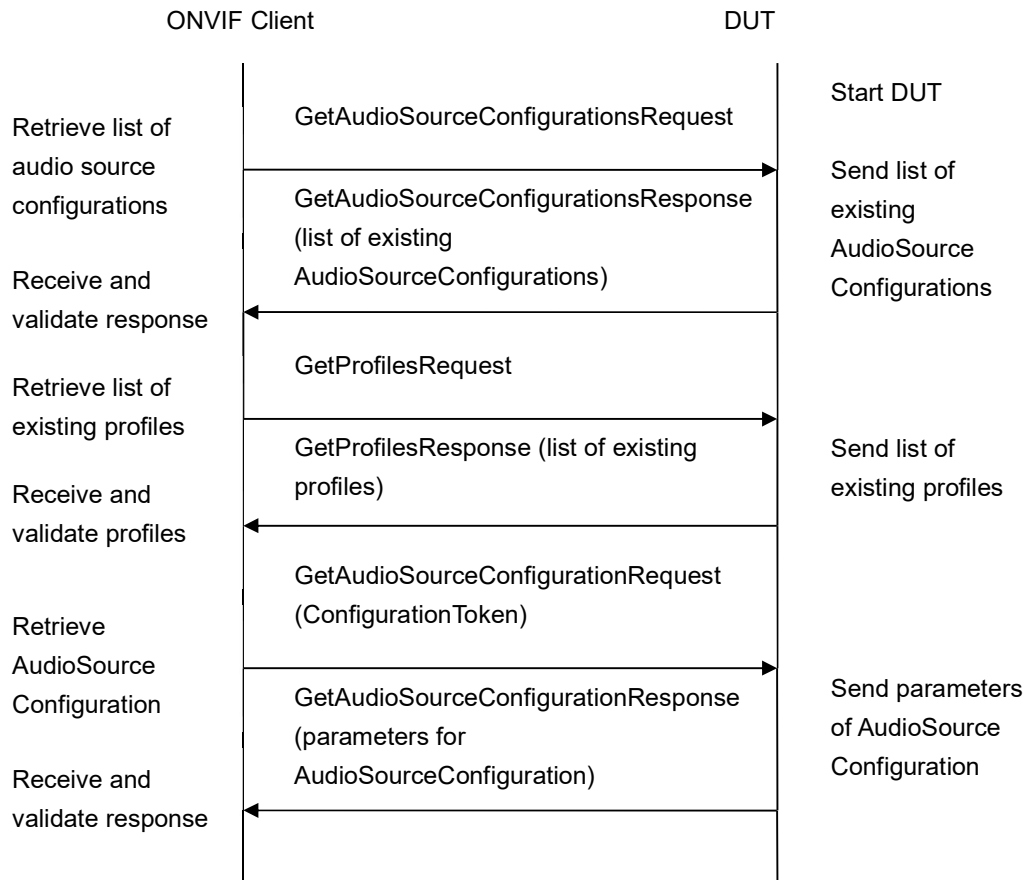 ONVIF Client
DUT
Start DUT
GetAudioSourceConfigurationsRequest
Retrieve list of
audio source
configurations
Send list of
existing
AudioSource
Configurations
GetAudioSourceConfigurationsResponse
(list of existing
AudioSourceConfigurations)
Receive and
validate response
GetProfilesRequest
Retrieve list of
existing profiles
GetProfilesResponse (list of existing
profiles)
Send list of
existing profiles
Receive and
validate profiles
GetAudioSourceConfigurationRequest
(ConfigurationToken)
Retrieve
AudioSource
Configuration
GetAudioSourceConfigurationResponse
(parameters for
AudioSourceConfiguration)
Send parameters
of AudioSource
Configuration
Receive and
validate response